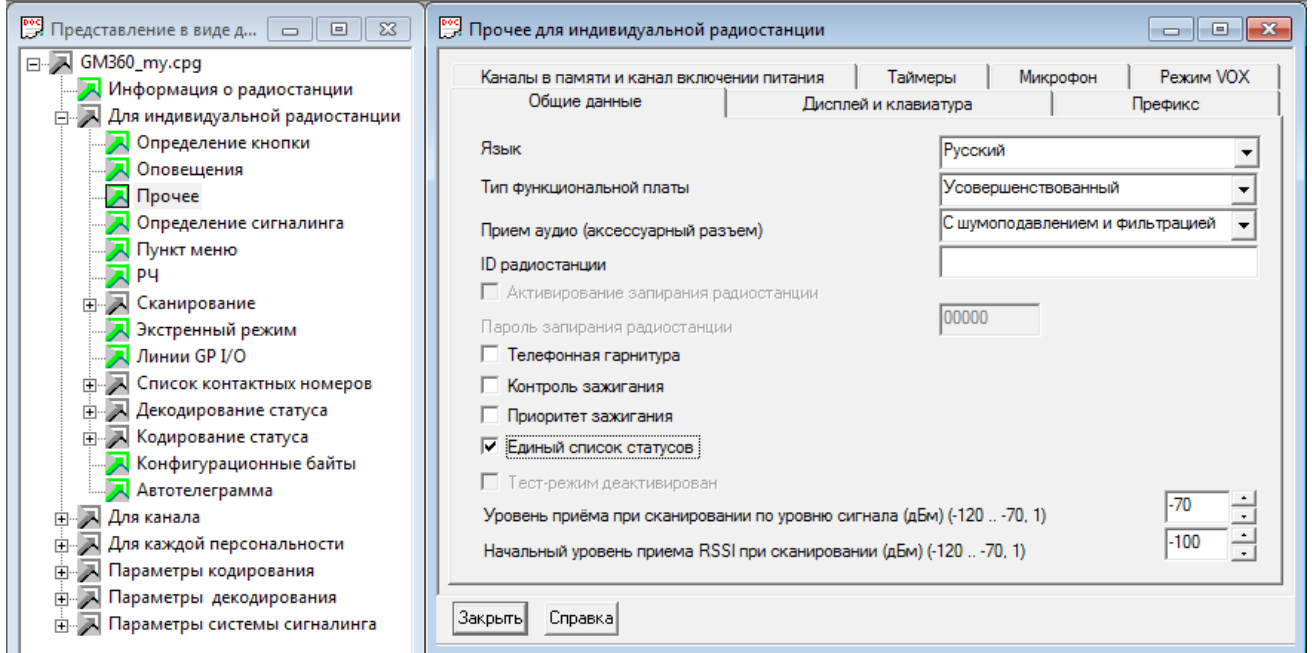 Представление в виде д...
GM360_my.cpg
Информация о радиостанции
Для индивидуальной радиостанции
Определение кнопки
Оповещения
Прочее
Определение сигналинга
Пункт меню
РЧ
Сканирование
Экстренный режим
Линии GP I/O
Список контактных номеров
Декодирование статуса
Кодирование статуса
Конфигурационные байты
Автотелеграмма
Для канала
Для каждой персональности
Параметры кодирования
Параметры декодирования
Параметры системы сигналинга
Прочее для индивидуальной радиостанции
Каналы в памяти и канал включении питания Таймеры Микрофон Режим VOX
Общие данные Дисплей и клавиатура Префикс
Язык Русский
Тип функциональной платы Усовершенствованный
Прием аудио (аксессуарный разъем) С шумоподавлением и фильтрацией
ID радиостанции
Активирование запирания радиостанции
Пароль запирания радиостанции 00000
Телефонная гарнитура
Контроль зажигания
Приоритет зажигания
Единый список статусов
Тест-режим деактивирован
Уровень приёма при сканировании по уровню сигнала (дБм) (-120 .. -70, 1) -70
Начальный уровень приема RSSI при сканировании (дБм) (-120 .. -70, 1) -100
Закрыть Справка